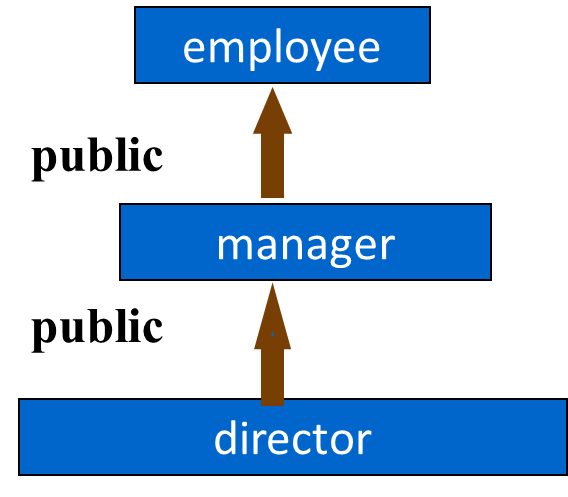 employee
public
manager
public
director